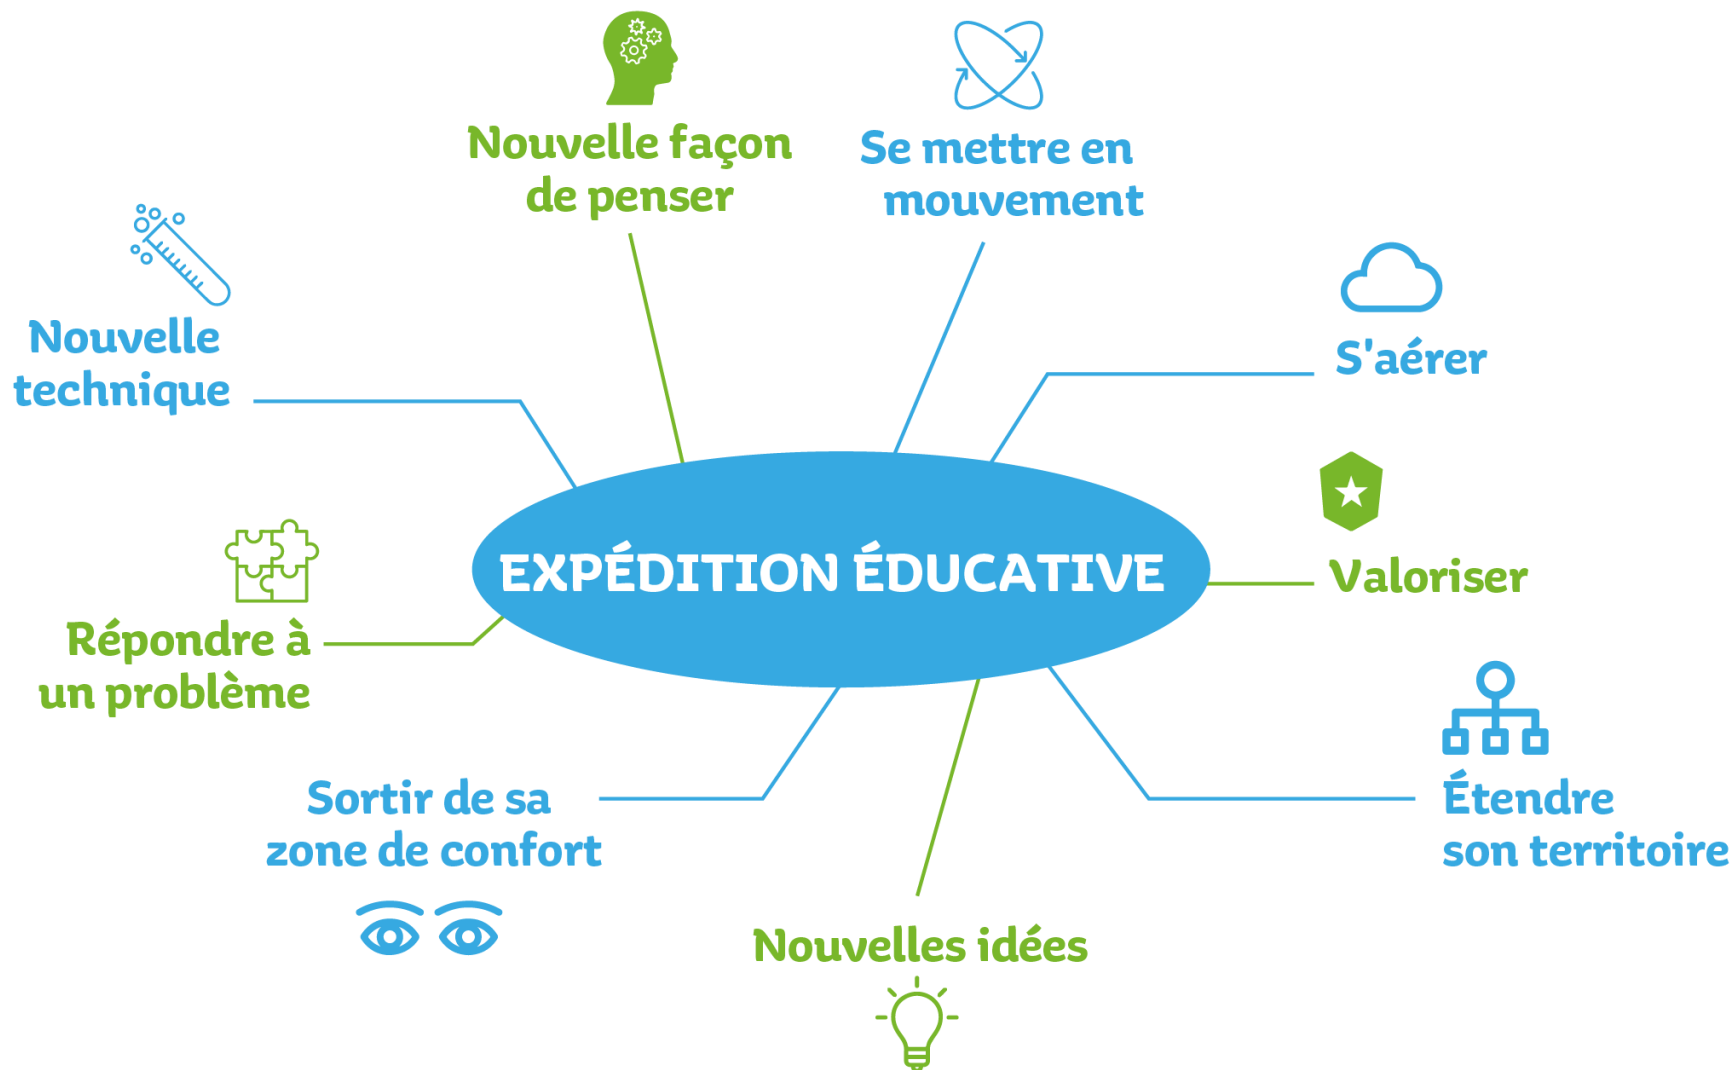 Nouvelle façon
de penser
Se mettre en
mouvement
Nouvelle
technique
S'aérer
EXPÉDITION ÉDUCATIVE
Valoriser
Répondre à
un problème
Sortir de sa
zone de confort
Étendre
son territoire
Nouvelles idées